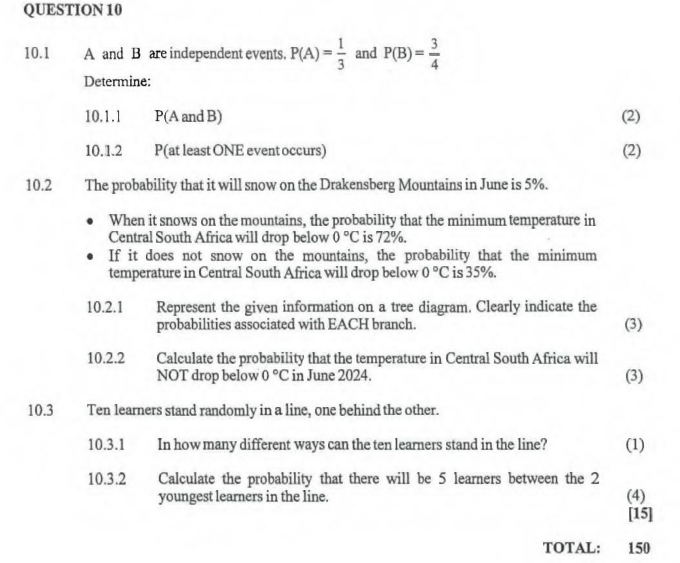 QUESTION 10
10.1 A and B are independent events. P(A) = 1/3 and P(B) = 3/4
Determine:
10.1.1 P(A and B) (2)
10.1.2 P(at least ONE event occurs) (2)
10.2 The probability that it will snow on the Drakensberg Mountains in June is 5%.
• When it snows on the mountains, the probability that the minimum temperature in
Central South Africa will drop below 0 °C is 72%.
• If it does not snow on the mountains, the probability that the minimum
temperature in Central South Africa will drop below 0 °C is 35%.
10.2.1 Represent the given information on a tree diagram. Clearly indicate the
probabilities associated with EACH branch. (3)
10.2.2 Calculate the probability that the temperature in Central South Africa will
NOT drop below 0 °C in June 2024. (3)
10.3 Ten learners stand randomly in a line, one behind the other.
10.3.1 In how many different ways can the ten learners stand in the line? (1)
10.3.2 Calculate the probability that there will be 5 learners between the 2
youngest learners in the line. (4)
[15]
TOTAL: 150